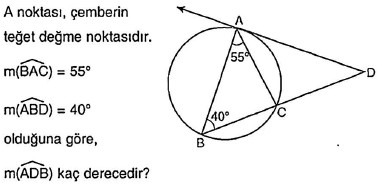 A noktası, çemberin
teğet değme noktasıdır.
m(BAC) = 55°
m(ABD) = 40°
olduğuna göre,
m(ADB) kaç derecedir?
A
55°
D
40°
C
B